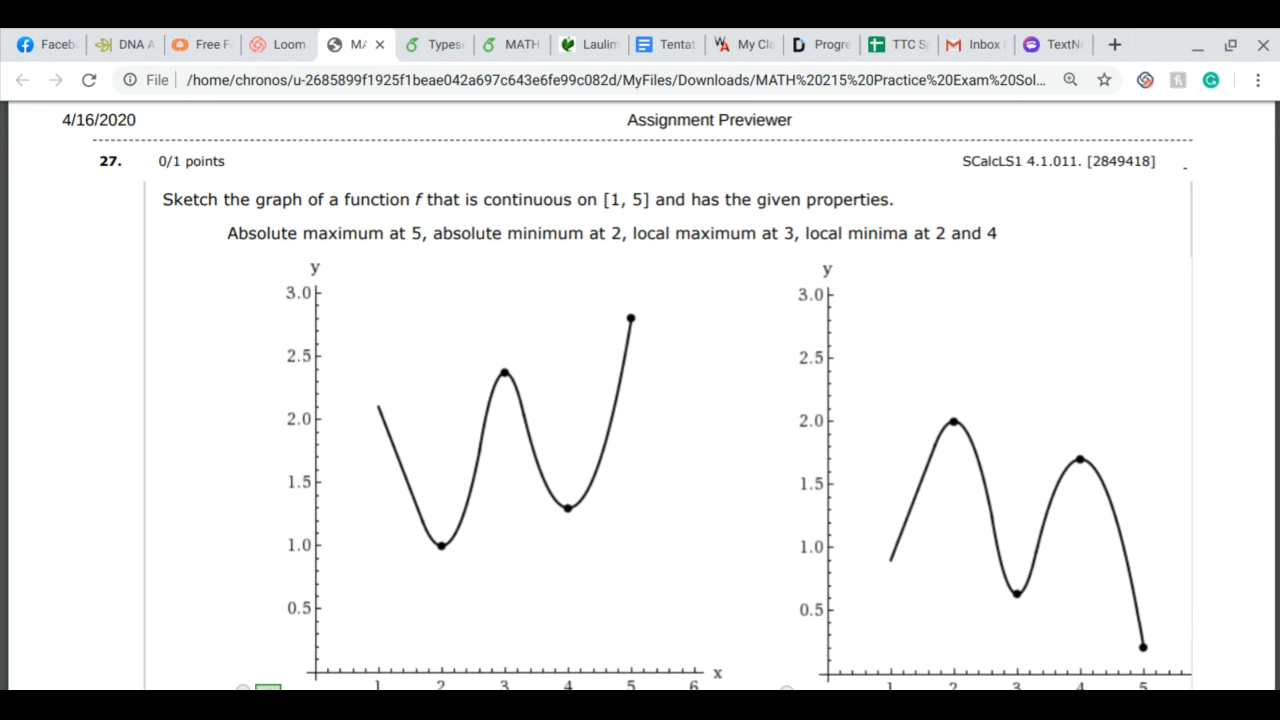 Faceb DNA A Free F Loom MA Typese MATH Laulim Tentat My Cla Progre TTC S Inbox ( TextN
File /home/chronos/u-2685899f1925f1beae042a697c643e6fe99c082d/MyFiles/Downloads/MATH%20215%20Practice%20Exam%20Sol...
4/16/2020 Assignment Previewer
27. 0/1 points SCalcLS1 4.1.011. [2849418]
Sketch the graph of a function f that is continuous on [1, 5] and has the given properties.
Absolute maximum at 5, absolute minimum at 2, local maximum at 3, local minima at 2 and 4
y
3.0
2.5
2.0
1.5
1.0
0.5
1 2 3 4 5 6 x
y
3.0
2.5
2.0
1.5
1.0
0.5
1 2 3 4 5